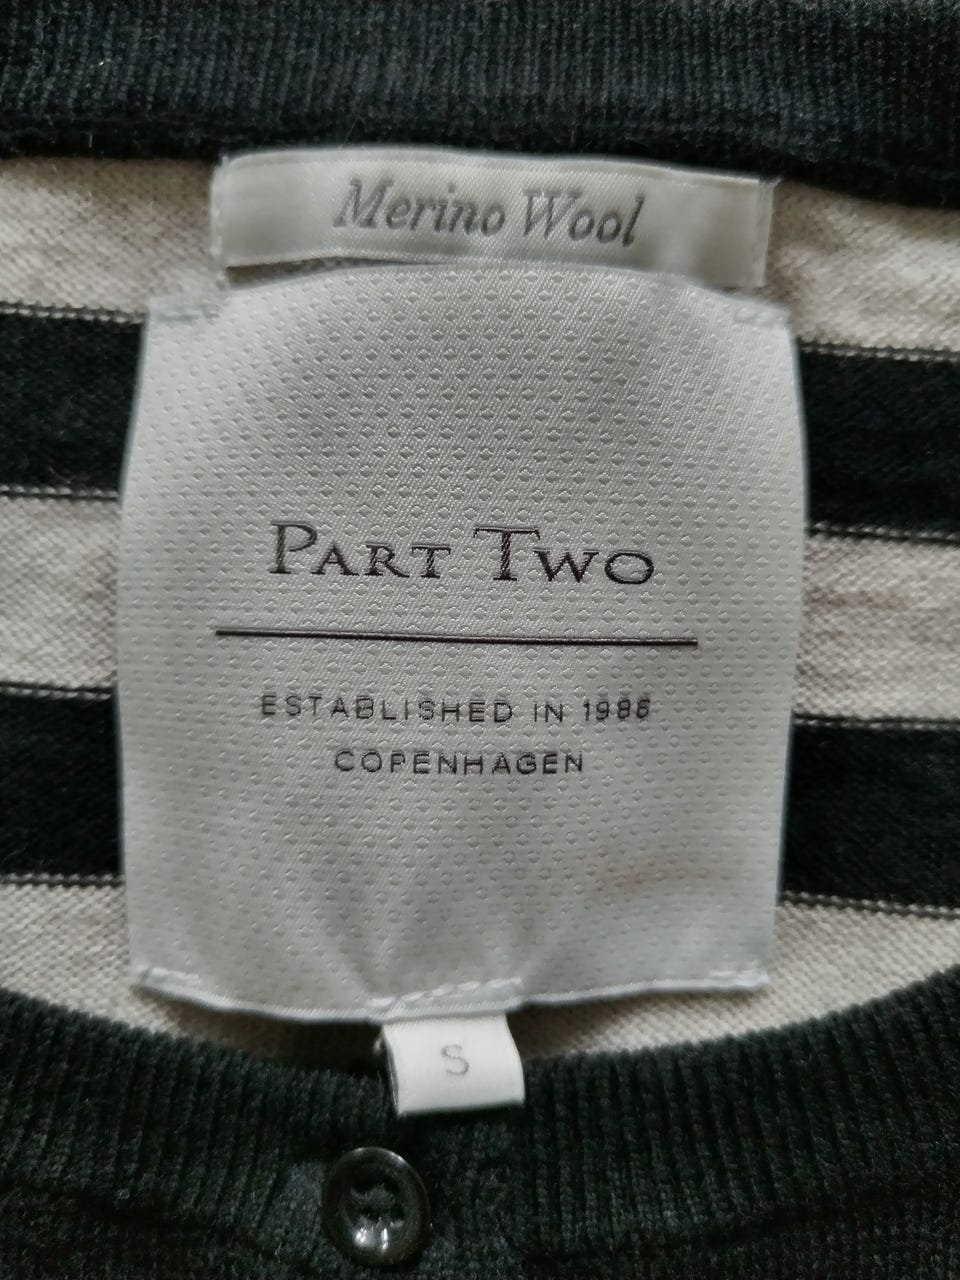 Merino Wool
PART TWO
ESTABLISHED IN 1986
COPENHAGEN
S